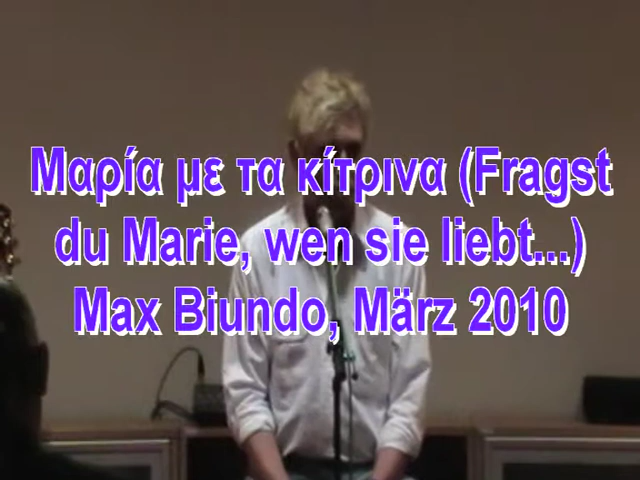 Μαρία με τα κίτρινα (Fragst
du Marie, wen sie liebt...)
Max Biundo, März 2010